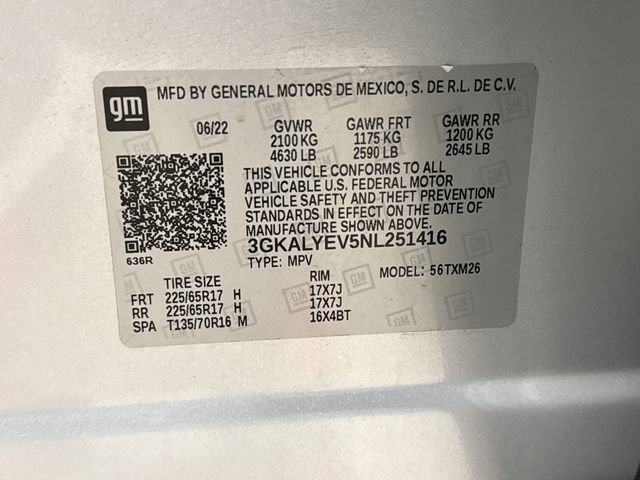 gm
MFD BY GENERAL MOTORS DE MEXICO, S. DE R.L. DE C.V.
06/22 GVWR GAWR FRT GAWR RR
2100 KG 1175 KG 1200 KG
4630 LB 2590 LB 2645 LB
THIS VEHICLE CONFORMS TO ALL
APPLICABLE U.S. FEDERAL MOTOR
VEHICLE SAFETY AND THEFT PREVENTION
STANDARDS IN EFFECT ON THE DATE OF
MANUFACTURE SHOWN ABOVE.
3GKALYEV5NL251416
636R
TYPE: MPV MODEL: 56TXM26
TIRE SIZE RIM
FRT 225/65R17 H 17X7J
RR 225/65R17 H 17X7J
SPA T135/70R16 M 16X4BT